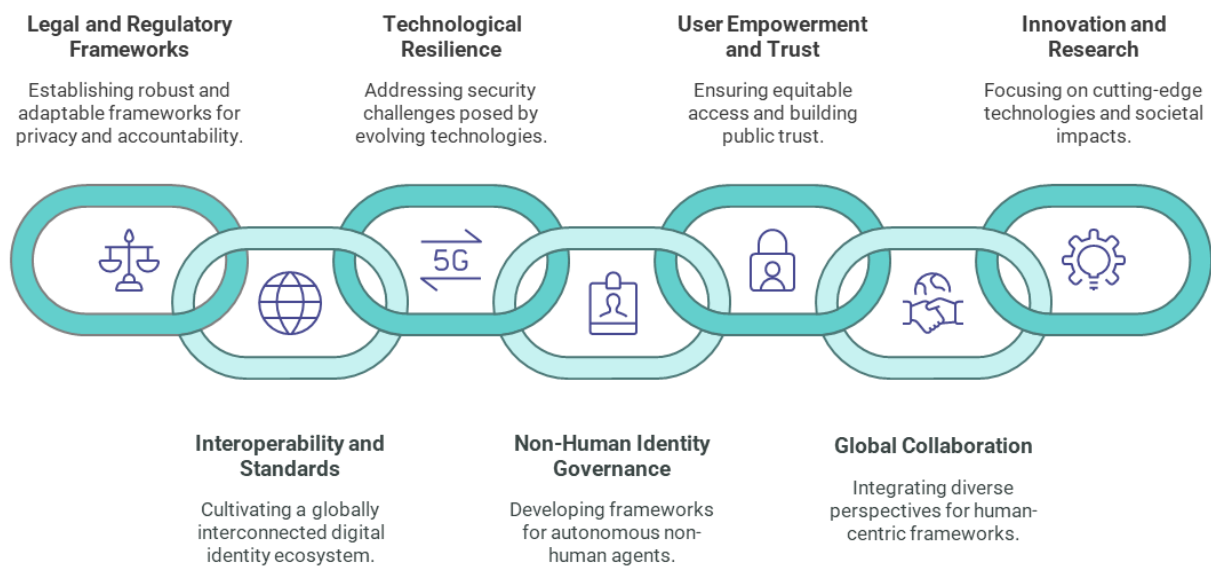 Legal and Regulatory
Frameworks
Establishing robust and
adaptable frameworks for
privacy and accountability.
Technological
Resilience
Addressing security
challenges posed by
evolving technologies.
User Empowerment
and Trust
Ensuring equitable
access and building
public trust.
Innovation and
Research
Focusing on cutting-edge
technologies and societal
impacts.
5G
Interoperability and
Standards
Cultivating a globally
interconnected digital
identity ecosystem.
Non-Human Identity
Governance
Developing frameworks
for autonomous non-
human agents.
Global Collaboration
Integrating diverse
perspectives for human-
centric frameworks.